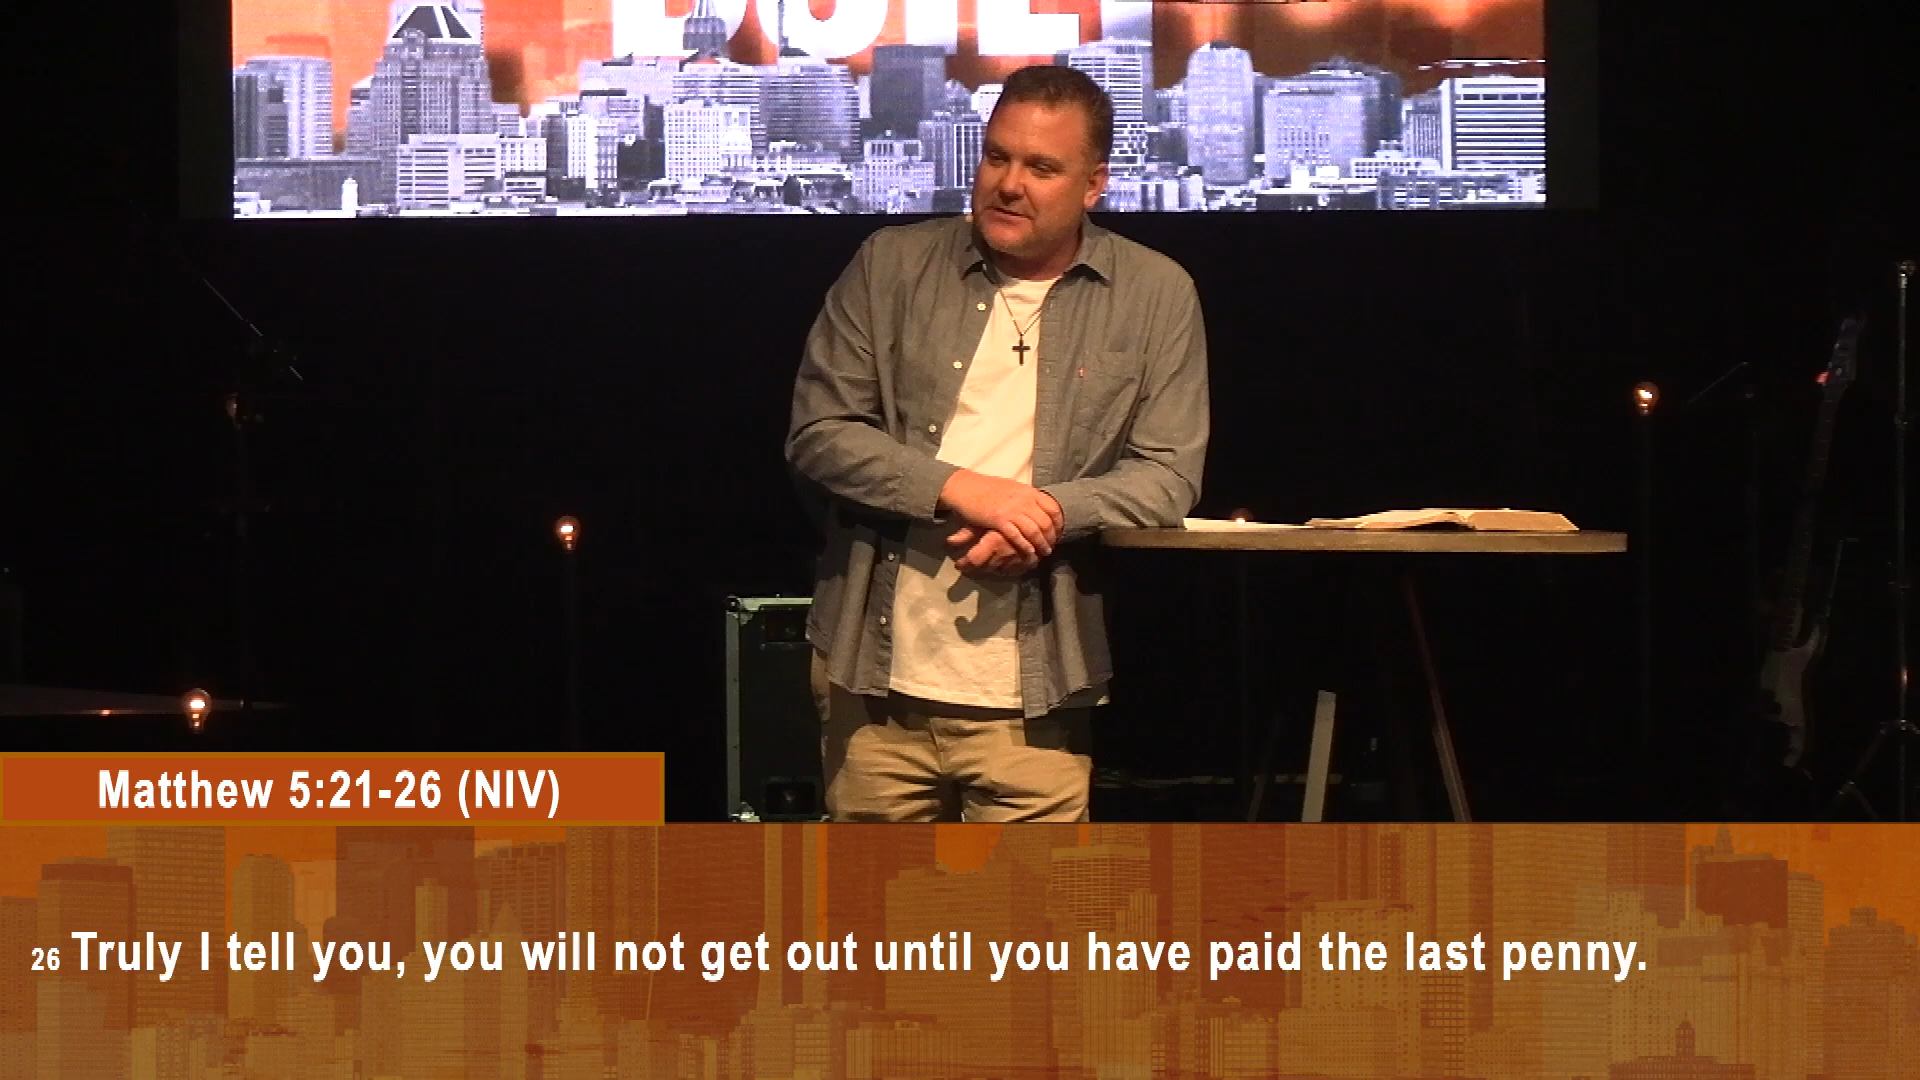 Matthew 5:21-26 (NIV)
26 Truly I tell you, you will not get out until you have paid the last penny.